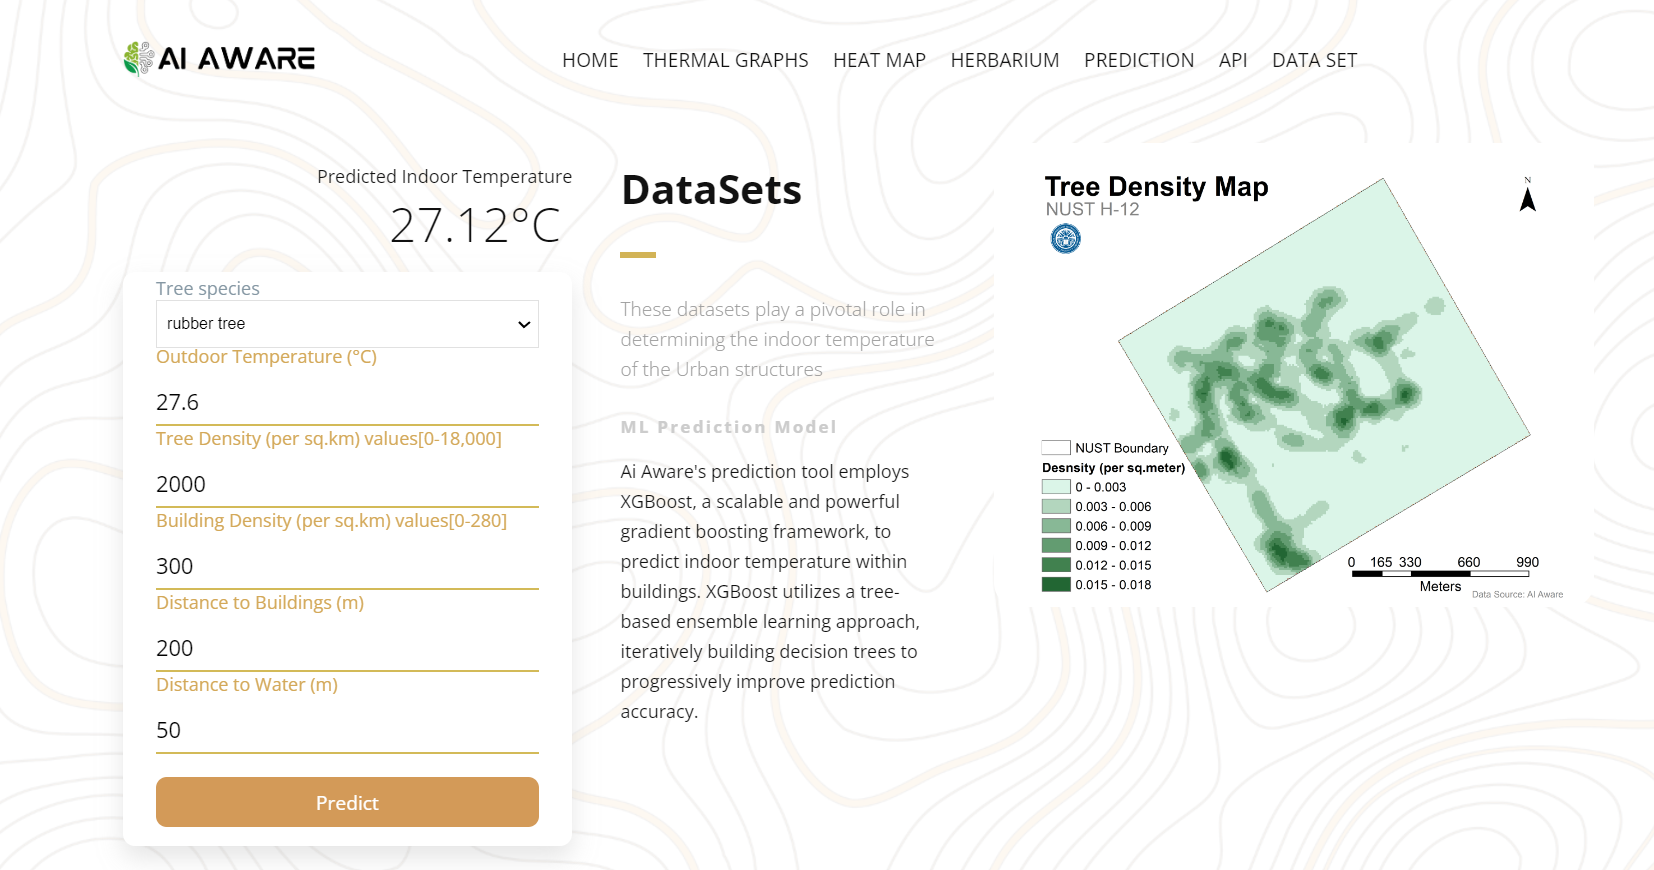 AI AWARE
HOME THERMAL GRAPHS HEAT MAP HERBARIUM PREDICTION API DATA SET
Predicted Indoor Temperature
27.12°C
Tree species
rubber tree
Outdoor Temperature (°C)
27.6
Tree Density (per sq.km) values[0-18,000]
2000
Building Density (per sq.km) values[0-280]
300
Distance to Buildings (m)
200
Distance to Water (m)
50
Predict
DataSets
These datasets play a pivotal role in
determining the indoor temperature
of the Urban structures
ML Prediction Model
Ai Aware's prediction tool employs
XGBoost, a scalable and powerful
gradient boosting framework, to
predict indoor temperature within
buildings. XGBoost utilizes a tree-
based ensemble learning approach,
iteratively building decision trees to
progressively improve prediction
accuracy.
Tree Density Map
NUST H-12
N
NUST Boundary
Desnsity (per sq.meter)
0 - 0.003
0.003 - 0.006
0.006 - 0.009
0.009 - 0.012
0.012 - 0.015
0.015 - 0.018
0 165 330 660 990
Meters
Data Source: AI Aware